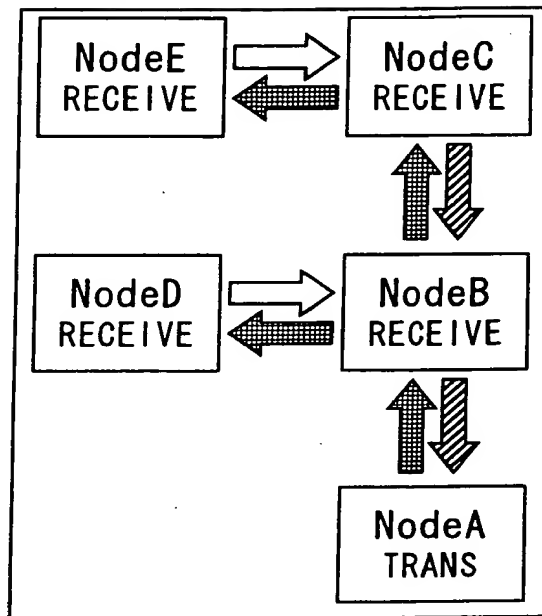 NodeE
RECEIVE
NodeC
RECEIVE
NodeD
RECEIVE
NodeB
RECEIVE
NodeA
TRANS